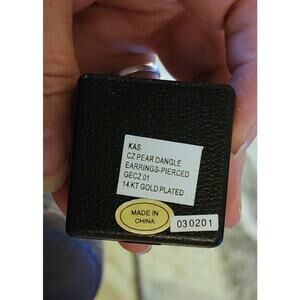 KAS
CZ PEAR DANGLE
EARRINGS-PIERCED
GECZ 01
14 KT GOLD PLATED
MADE IN
CHINA
030201